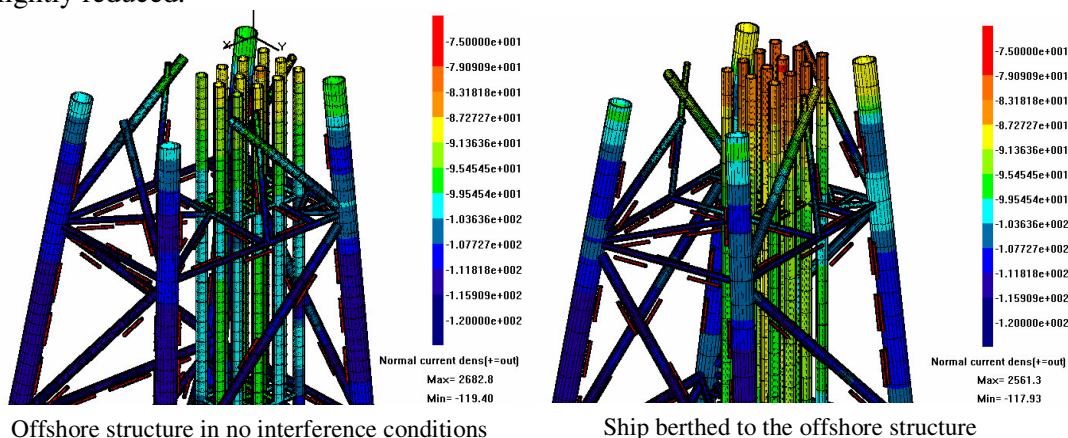 slightly reduced.
X
Y
-7.50000e+001
-7.90909e+001
-8.31818e+001
-8.72727e+001
-9.13636e+001
-9.54545e+001
-9.95454e+001
-1.03636e+002
-1.07727e+002
-1.11818e+002
-1.15909e+002
-1.20000e+002
Normal current dens(+=out)
Max= 2682.8
Min= -119.40
Offshore structure in no interference conditions
-7.50000e+001
-7.90909e+001
-8.31818e+001
-8.72727e+001
-9.13636e+001
-9.54545e+001
-9.95454e+001
-1.03636e+002
-1.07727e+002
-1.11818e+002
-1.15909e+002
-1.20000e+002
Normal current dens(+=out)
Max= 2561.3
Min= -117.93
Ship berthed to the offshore structure